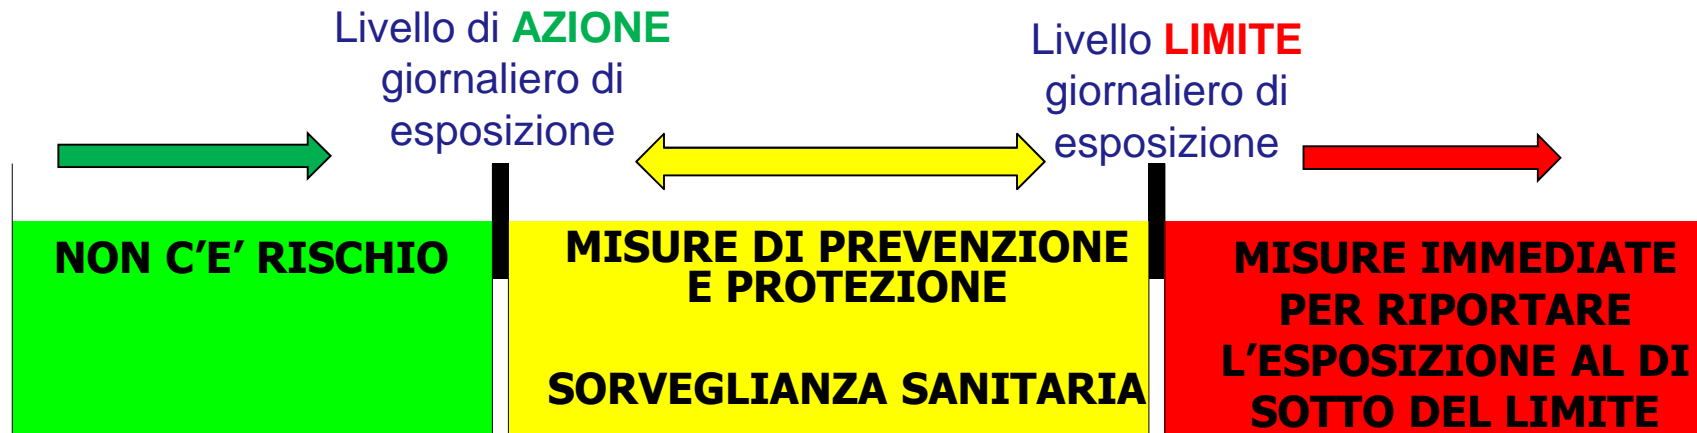 Livello di AZIONE
giornaliero di
esposizione
Livello LIMITE
giornaliero di
esposizione
NON C’E’ RISCHIO
MISURE DI PREVENZIONE
E PROTEZIONE
SORVEGLIANZA SANITARIA
MISURE IMMEDIATE
PER RIPORTARE
L’ESPOSIZIONE AL DI
SOTTO DEL LIMITE